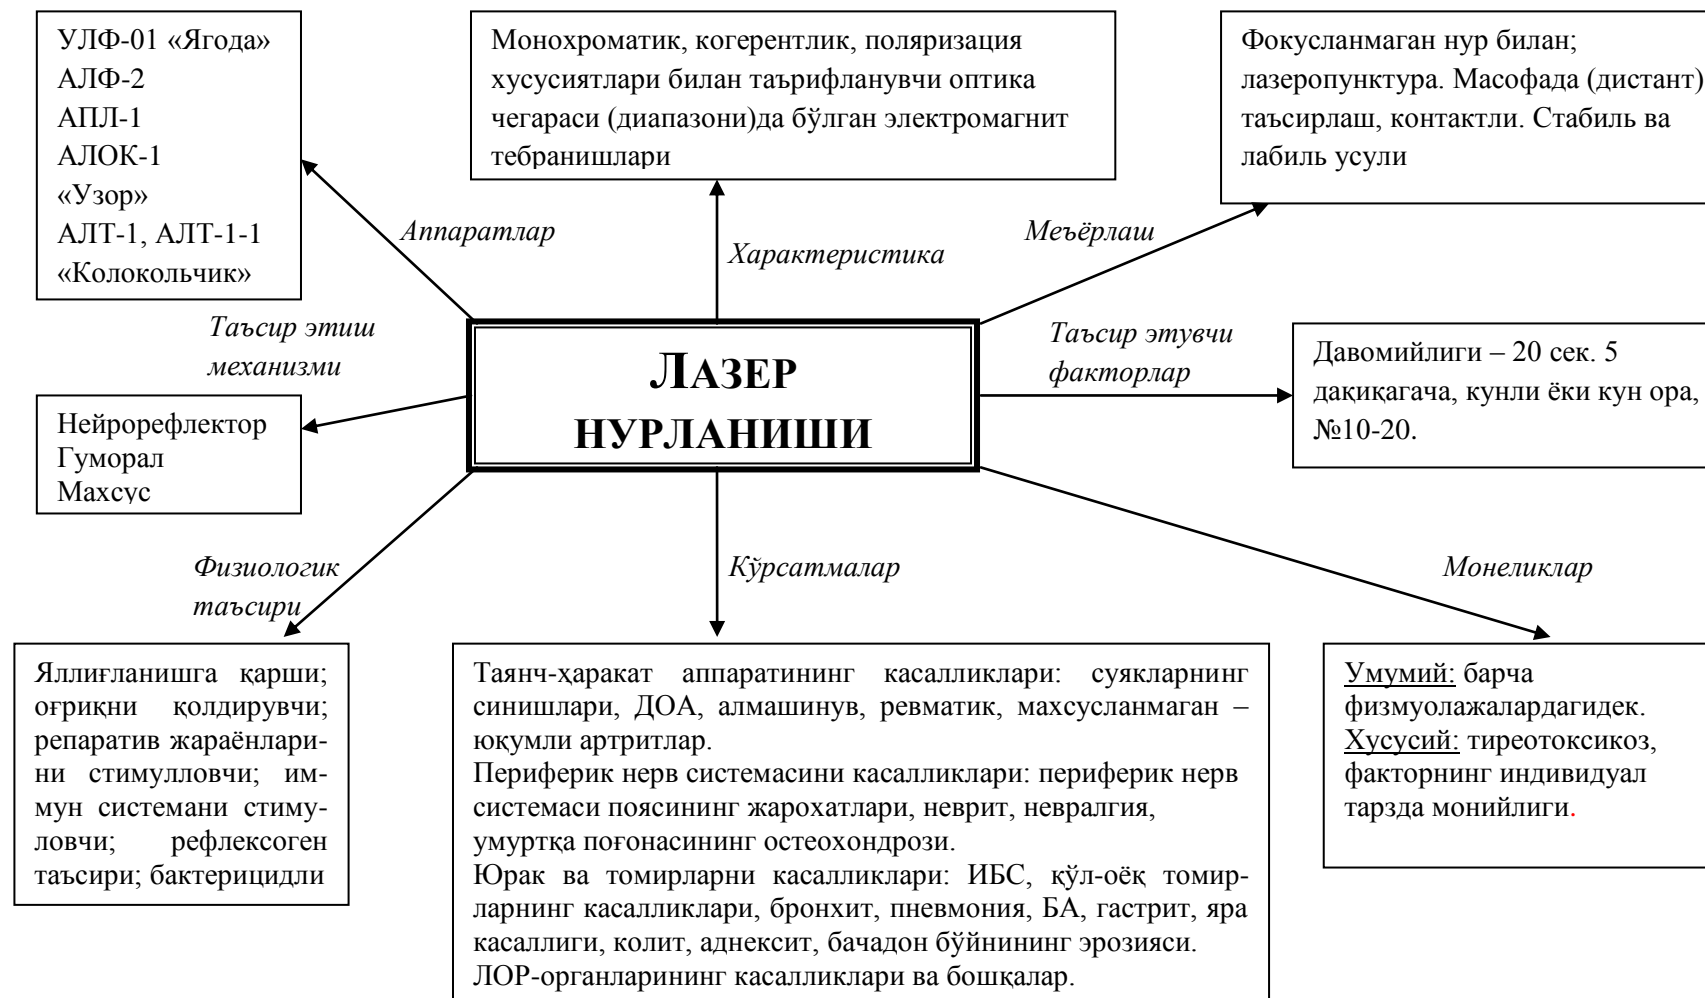 УЛФ-01 «Ягода»
АЛФ-2
АПЛ-1
АЛОК-1
«Узор»
АЛТ-1, АЛТ-1-1
«Колокольчик»
Монохроматик, когерентлик, поляризация
хусусиятлари билан таърифланувчи оптика
чегараси (диапазони)да бўлган электромагнит
тебранишлари
Фокусланмаган нур билан;
лазеропунктура. Масофада (дистант)
таъсирлаш, контактли. Стабиль ва
лабиль усули
Аппаратлар
Характеристика
Меъёрлаш
Таъсир этиш
механизми
ЛАЗЕР
НУРЛАНИШИ
Таъсир этувчи
факторлар
Давомийлиги – 20 сек. 5
дақиқагача, кунли ёки кун ора,
№10-20.
Нейрорефлектор
Гуморал
Махсус
Физиологик
таъсири
Кўрсатмалар
Монеликлар
Яллиғланишга қарши;
оғриқни қолдирувчи;
репаратив жараёнлари-
ни стимулловчи; им-
мун системани стиму-
ловчи; рефлексоген
таъсири; бактерицидли
Таянч-ҳаракат аппаратининг касалликлари: суякларнинг
синишлари, ДОА, алмашинув, ревматик, махсусланмаган –
юқумли артритлар.
Периферик нерв системасини касалликлари: периферик нерв
системаси поясининг жарохатлари, неврит, невралгия,
умуртқа поғонасининг остеохондрози.
Юрак ва томирларни касалликлари: ИБС, қўл-оёқ томир-
ларнинг касалликлари, бронхит, пневмония, БА, гастрит, яра
касаллиги, колит, аднексит, бачадон бўйнининг эрозияси.
ЛОР-органларининг касалликлари ва бошқалар.
Умумий: барча
физмуолажалардагидек.
Хусусий: тиреотоксикоз,
факторнинг индивидуал
тарзда монийлиги.